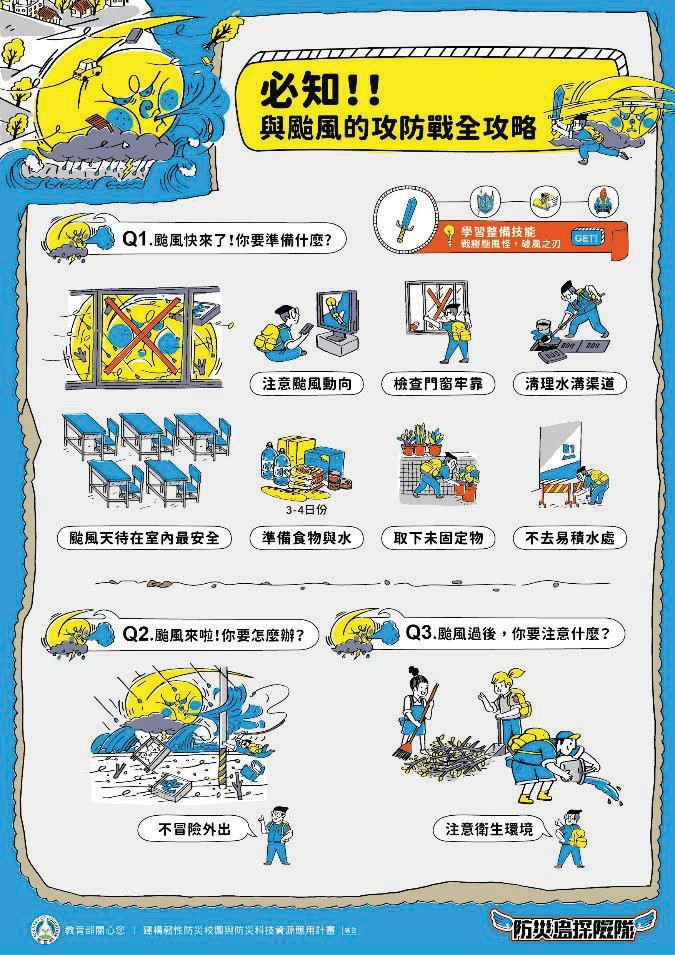 必知!!
與颱風的攻防戰全攻略
學習整備技能
戰勝颱風怪，破風之刃
GET!
Q1.颱風快來了!你要準備什麼?
注意颱風動向
檢查門窗牢靠
清理水溝渠道
B1
3-4日份
颱風天待在室內最安全
準備食物與水
取下未固定物
不去易積水處
Q2.颱風來啦!你要怎麼辦?
Q3.颱風過後，你要注意什麼?
不冒險外出
注意衛生環境
教育部關心您 | 建構韌性防災校園與防災科技資源應用計畫
防災島探險隊